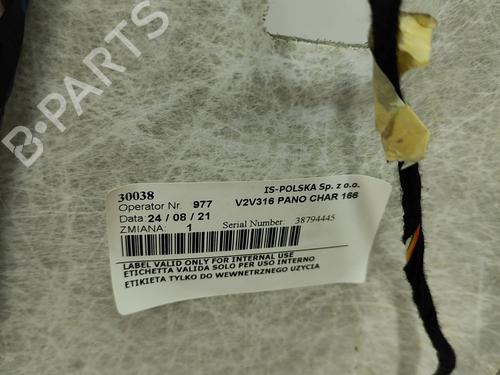 B-PARTS
30038
IS-POLSKA Sp. z o.o.
Operator Nr. 977
V2V316 PANO CHAR 166
Data: 24 / 08 / 21
ZMIANA: 1
Serial Number: 38794445
LABEL VALID ONLY FOR INTERNAL USE
ETICHETTA VALIDA SOLO PER USO INTERNO
ETIKIETA TYLKO DO WEWNETRZNEGO UZYCIA